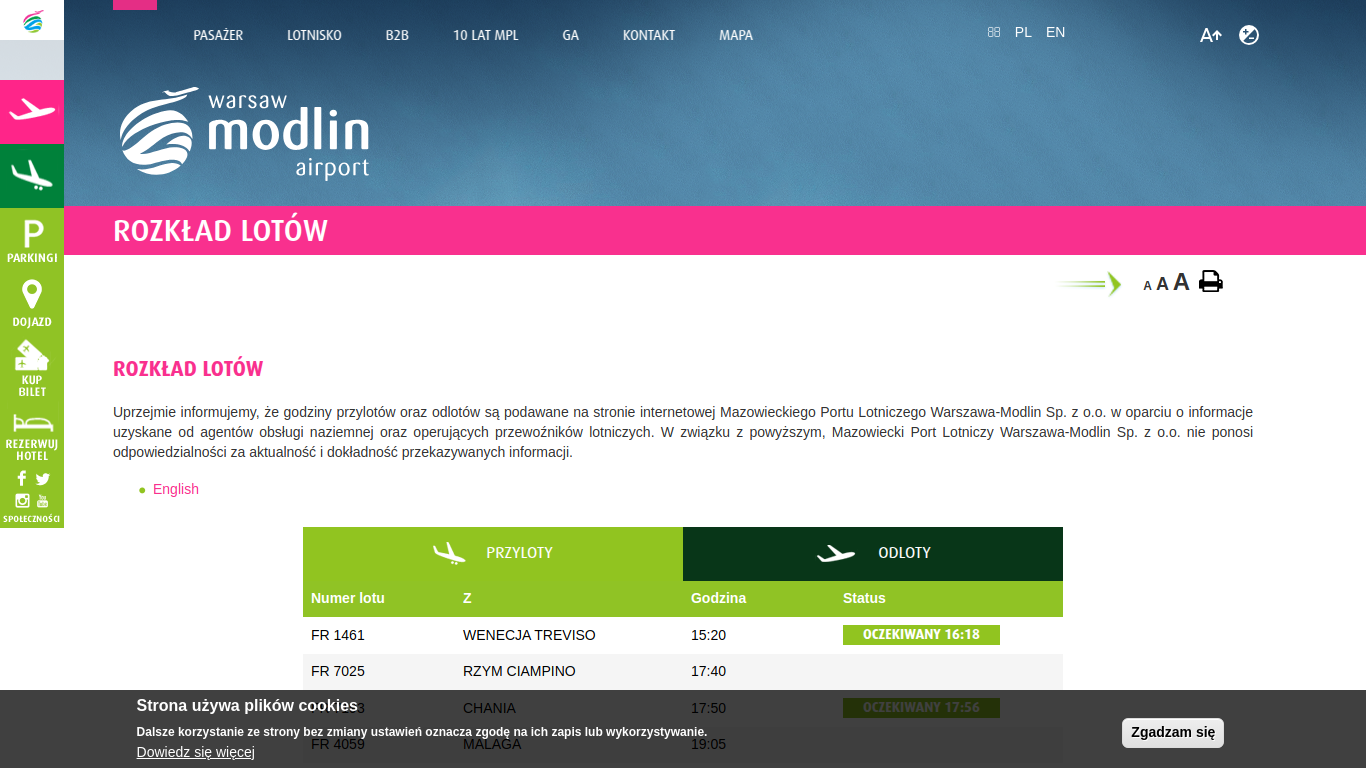 PASAŻER LOTNISKO B2B 10 LAT MPL GA KONTAKT MAPA PL EN A
warsaw
modlin
airport
ROZKŁAD LOTÓW
A A A
PARKINGI
DOJAZD
KUP
BILET
REZERWUJ
HOTEL
You
Tube
SPOŁECZNOŚCI
ROZKŁAD LOTÓW
Uprzejmie informujemy, że godziny przylotów oraz odlotów są podawane na stronie internetowej Mazowieckiego Portu Lotniczego Warszawa-Modlin Sp. z o.o. w oparciu o informacje
uzyskane od agentów obsługi naziemnej oraz operujących przewoźników lotniczych. W związku z powyższym, Mazowiecki Port Lotniczy Warszawa-Modlin Sp. z o.o. nie ponosi
odpowiedzialności za aktualność i dokładność przekazywanych informacji.
English
PRZYLOTY ODLOTY
Numer lotu Z Godzina Status
FR 1461 WENECJA TREVISO 15:20 OCZEKIWANY 16:18
FR 7025 RZYM CIAMPINO 17:40
CHANIA 17:50 OCZEKIWANY 17:56
FR 4059 MALAGA 19:05
Strona używa plików cookies
Dalsze korzystanie ze strony bez zmiany ustawień oznacza zgodę na ich zapis lub wykorzystywanie.
Dowiedz się więcej
Zgadzam się